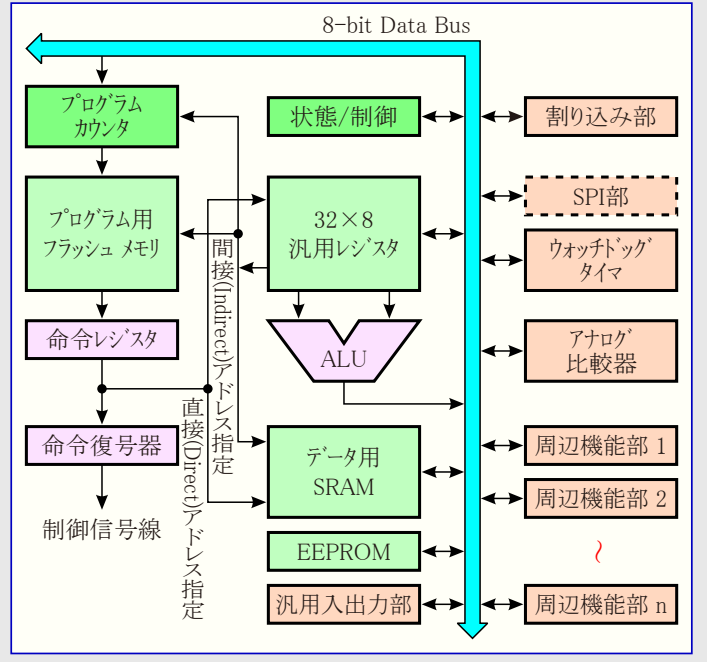 8-bit Data Bus
プログラム
カウンタ
プログラム用
フラッシュ メモリ
命令レジスタ
命令復号器
制御信号線
間接(Indirect)アドレス指定
直接(Direct)アドレス指定
状態/制御
32×8
汎用レジスタ
ALU
データ用
SRAM
EEPROM
汎用入出力部
割り込み部
SPI部
ウォッチドッグ
タイマ
アナログ
比較器
周辺機能部 1
周辺機能部 2
~
周辺機能部 n